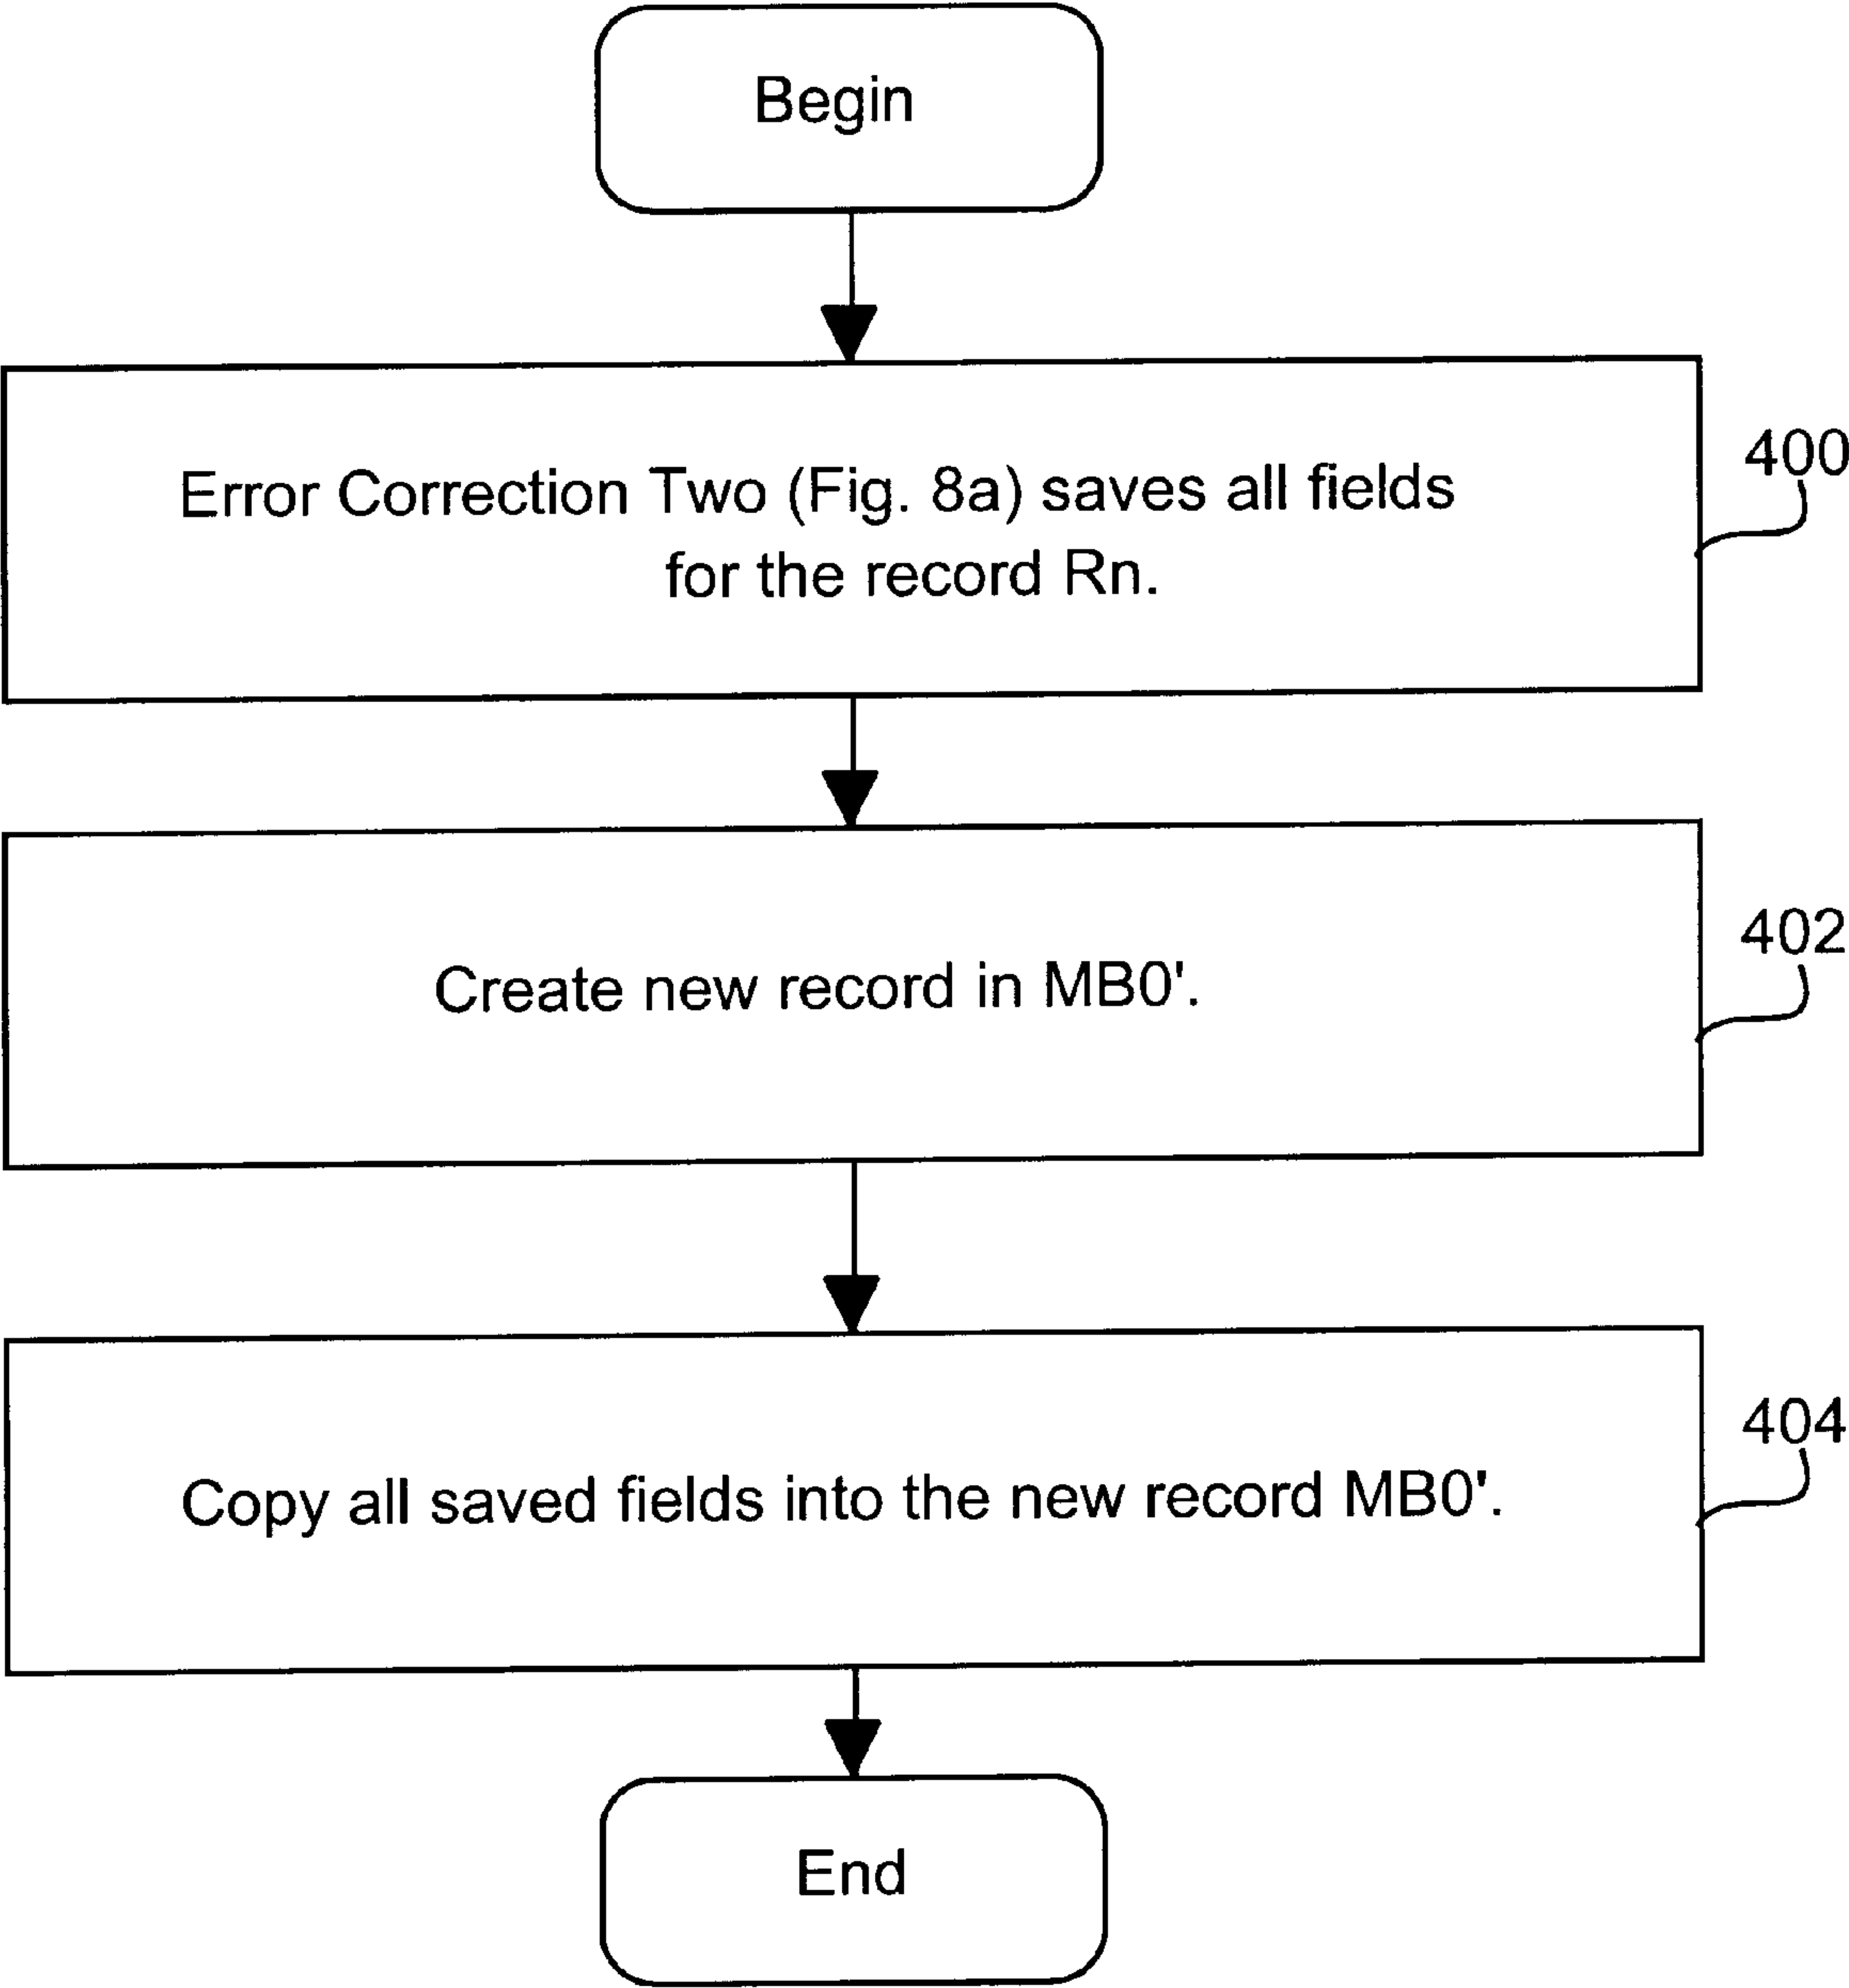 Begin
Error Correction Two (Fig. 8a) saves all fields
for the record Rn.
400
Create new record in MB0'.
402
Copy all saved fields into the new record MB0'.
404
End